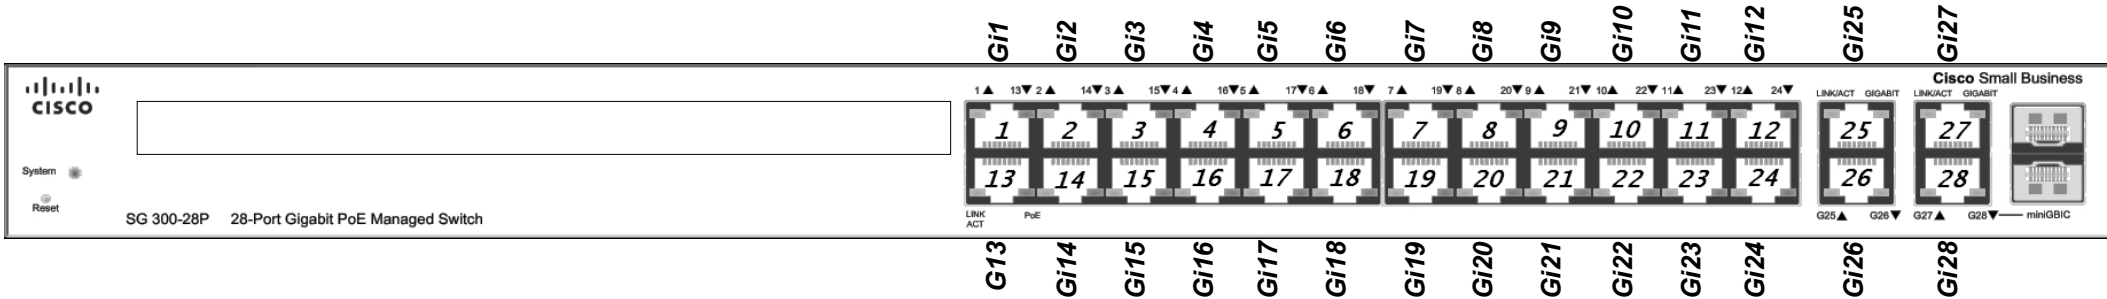 Gi1 Gi2 Gi3 Gi4 Gi5 Gi6 Gi7 Gi8 Gi9 Gi10 Gi11 Gi12 Gi25 Gi27
Cisco Small Business
CISCO
1▲ 13▼ 2▲ 14▼ 3▲ 15▼ 4▲ 16▼ 5▲ 17▼ 6▲ 18▼ 7▲ 19▼ 8▲ 20▼ 9▲ 21▼ 10▲ 22▼ 11▲ 23▼ 12▲ 24▼ LINK/ACT GIGABIT LINK/ACT GIGABIT
1 2 3 4 5 6 7 8 9 10 11 12 25 27
System
13 14 15 16 17 18 19 20 21 22 23 24 26 28
Reset
SG 300-28P 28-Port Gigabit PoE Managed Switch
LINK PoE G25▲ G26▼ G27▲ G28▼ miniGBIC
ACT
G13 Gi14 Gi15 Gi16 Gi17 Gi18 Gi19 Gi20 Gi21 Gi22 Gi23 Gi24 Gi26 Gi28